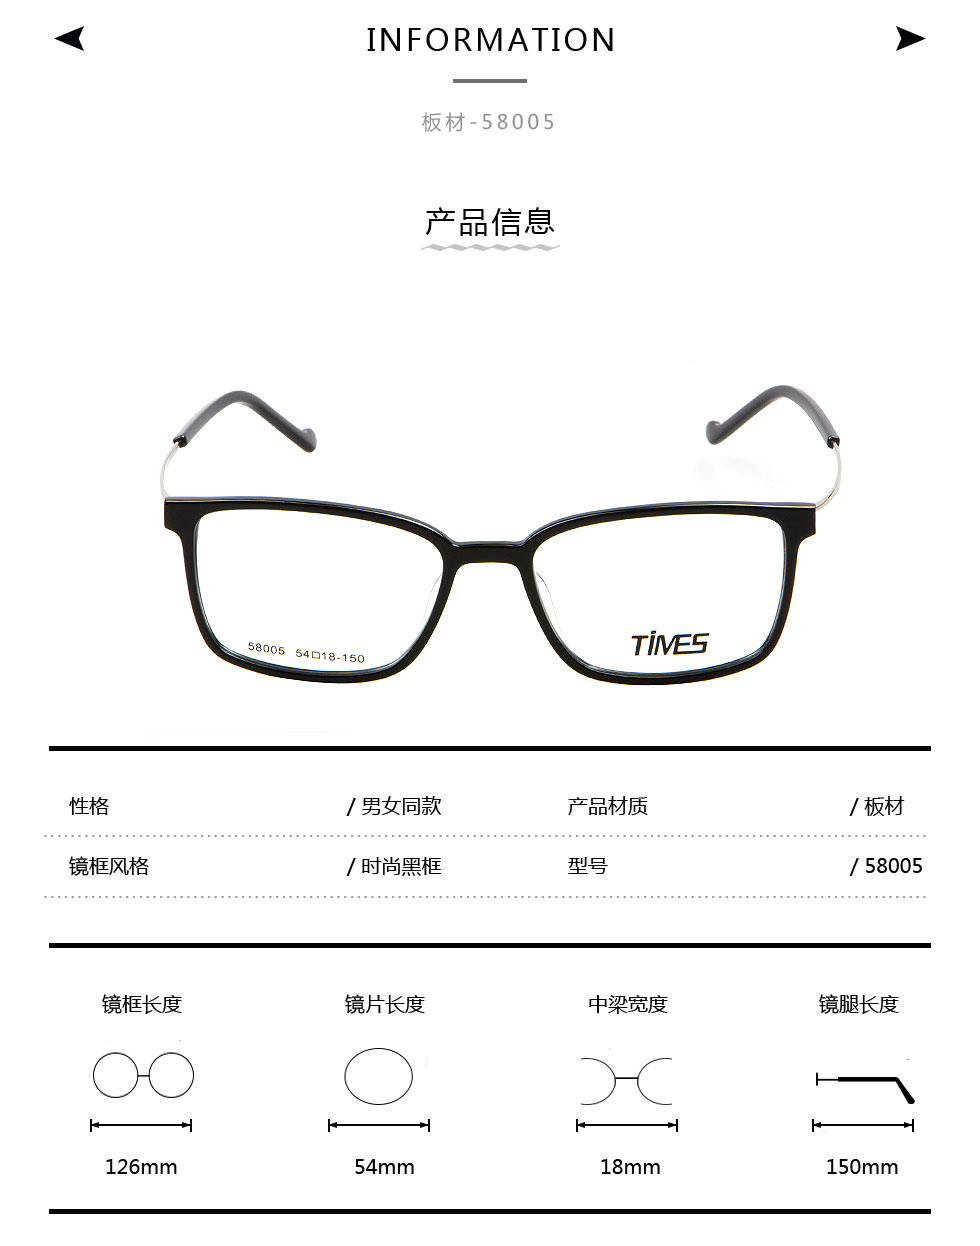 INFORMATION
板材-58005
产品信息
58005 54□18-150
TiMES
性格 / 男女同款 产品材质 / 板材
镜框风格 / 时尚黑框 型号 / 58005
镜框长度 镜片长度 中梁宽度 镜腿长度
126mm 54mm 18mm 150mm